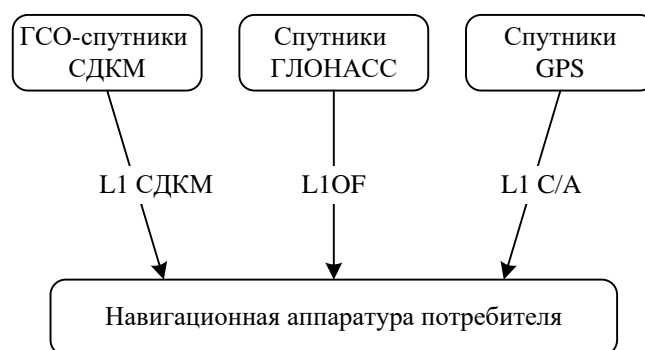 ГСО-спутники
СДКМ
Спутники
ГЛОНАСС
Спутники
GPS
L1 СДКМ
L1OF
L1 C/A
Навигационная аппаратура потребителя